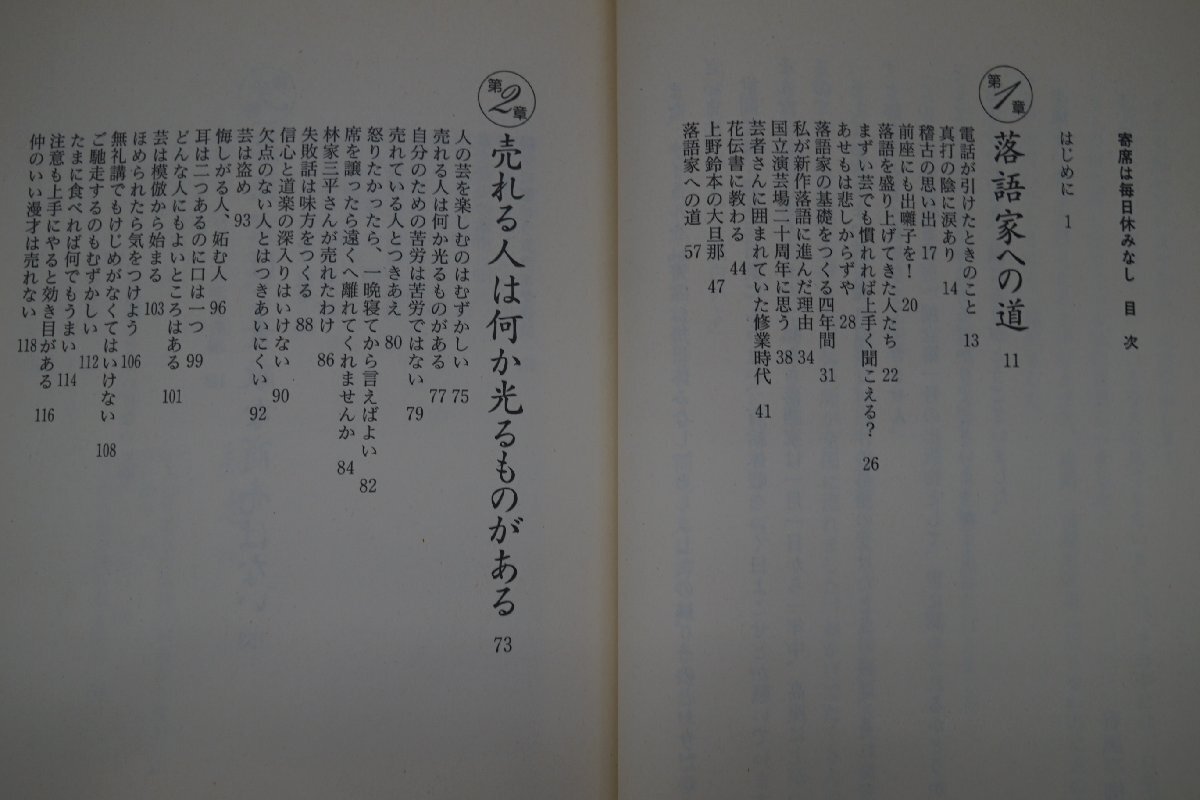 寄席は毎日休みなし 目次
はじめに 1
第1章 落語家への道 11
電話が引けたときのこと 13
真打の陰に涙あり 14
稽古の思い出 17
前座にも出囃子を! 20
落語を盛り上げてきた人たち 22
まずい芸でも慣れれば上手く聞こえる? 26
あせもは悲しからずや 28
落語家の基礎をつくる四年間 31
私が新作落語に進んだ理由 34
国立演芸場二十周年に思う 38
芸者さんに囲まれていた修業時代 41
花伝書に教わる 44
上野鈴本の大旦那 47
落語家への道 57
第2章 売れる人は何か光るものがある 73
人の芸を楽しむのはむずかしい 75
売れる人は何か光るものがある 77
自分のための苦労は苦労ではない 79
売れている人とつきあえ 80
怒りたかったら、一晩寝てから言えばよい 82
席を譲ったら遠くへ離れてくれませんか 84
林家三平さんが売れたわけ 86
失敗話は味方をつくる 88
信心と道楽の深入りはいけない 90
欠点のない人とはつきあいにくい 92
芸は盗め 93
悔しがる人、妬む人 96
耳は二つあるのに口は一つ 99
どんな人にもよいところはある 101
芸は模倣から始まる 103
ほめられたら気をつけよう 106
無礼講でもけじめがなくてはいけない 108
ご馳走するのもむずかしい 112
たまに食べれば何でもうまい 114
注意も上手にやると効き目がある 116
仲のいい漫才は売れない 118